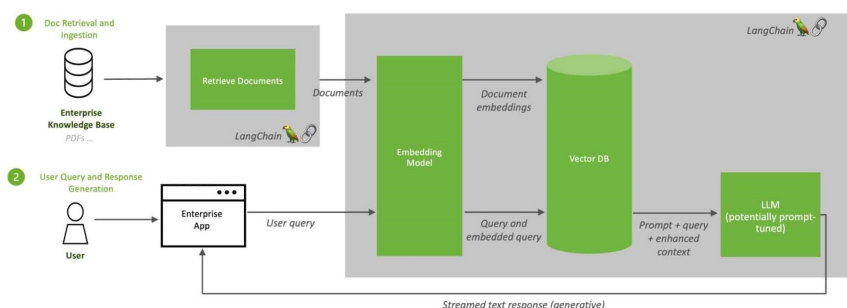 1
Doc Retrieval and
Ingestion
Enterprise
Knowledge Base
PDFs ...
Retrieve Documents
LangChain
Documents
Embedding
Model
Document
embeddings
Vector DB
LangChain
2
User Query and Response
Generation
User
Enterprise
App
User query
Query and
embedded query
Prompt + query
+ enhanced
context
LLM
(potentially prompt-
tuned)
Streamed text response (generative)